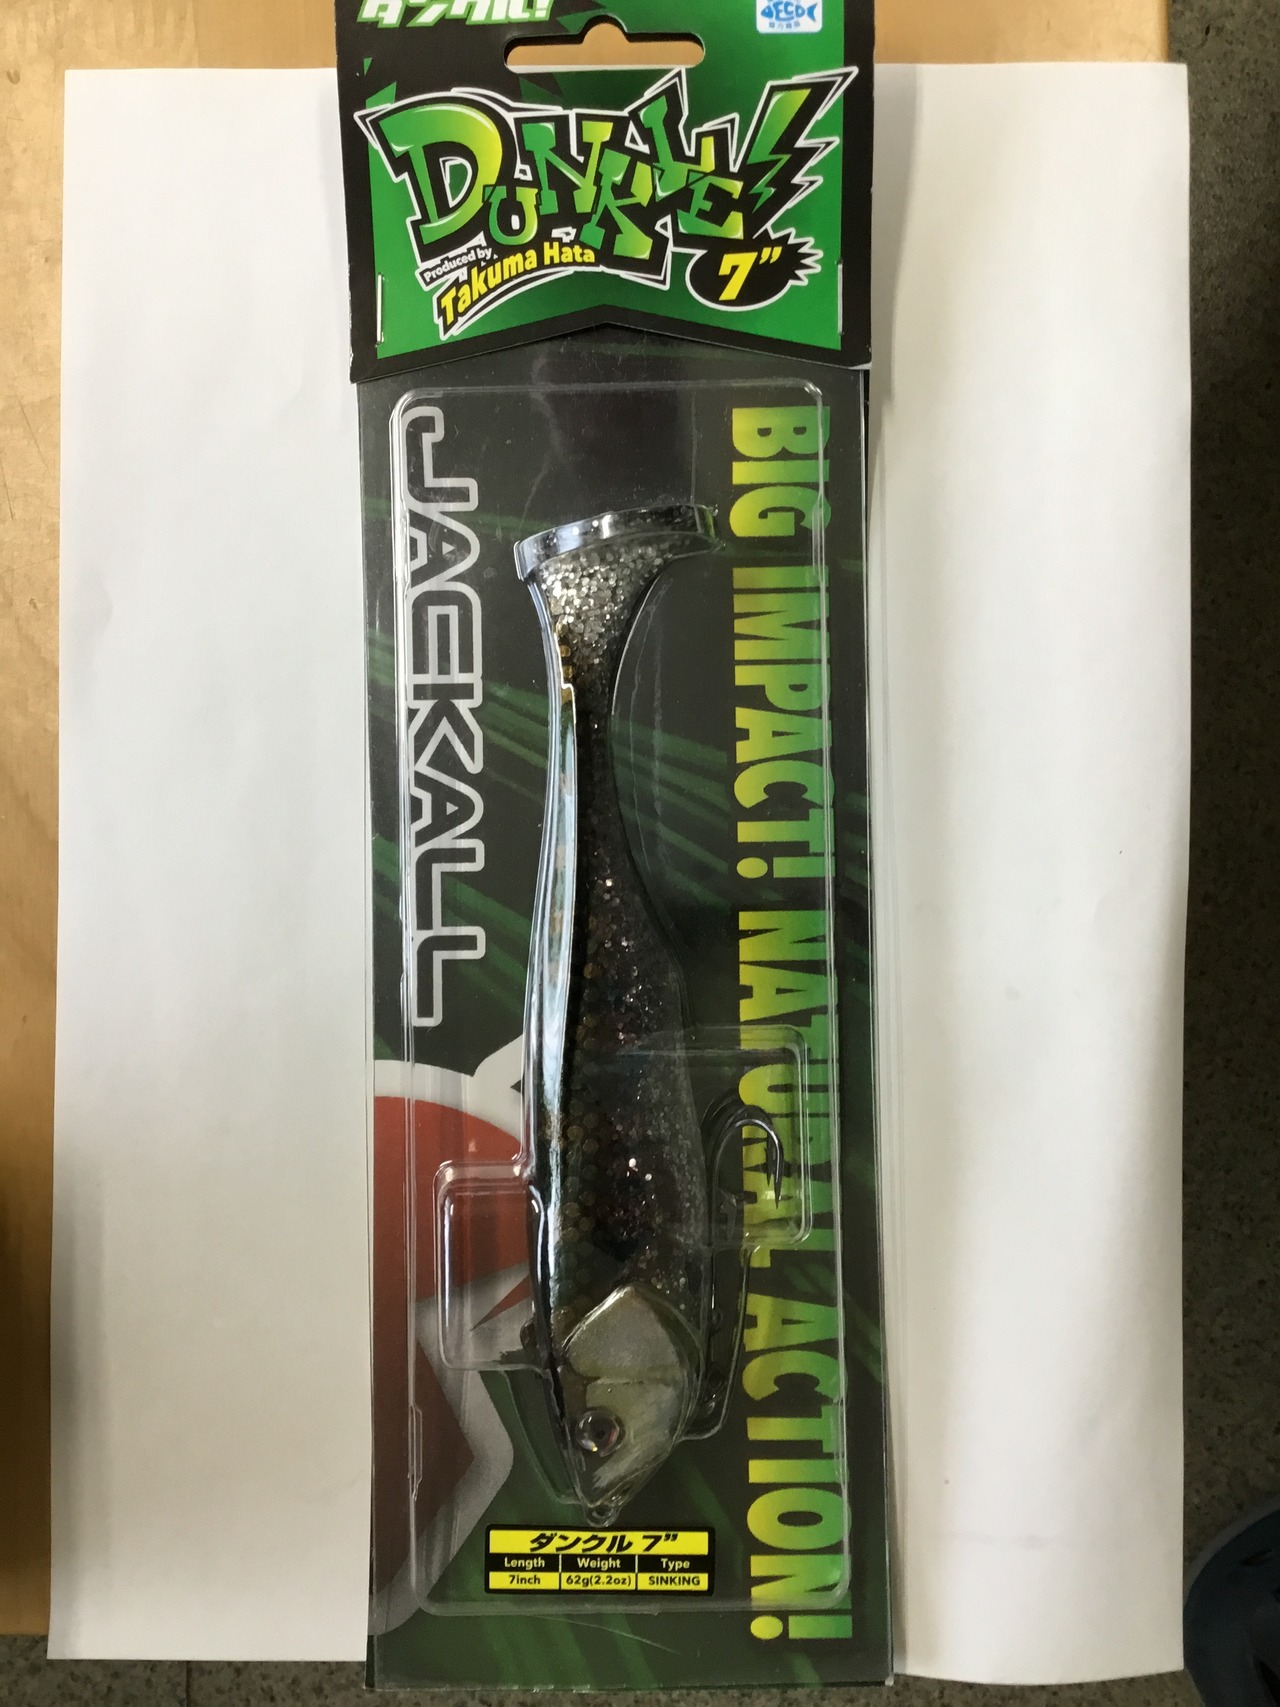 ダンクル!
DUNKLE
7"
Produced by
Takuma Hata
JACKALL
BIG IMPACT! NATURAL ACTION!
ダンクル 7"
Length Weight Type
7inch 62g(2.2oz) SINKING